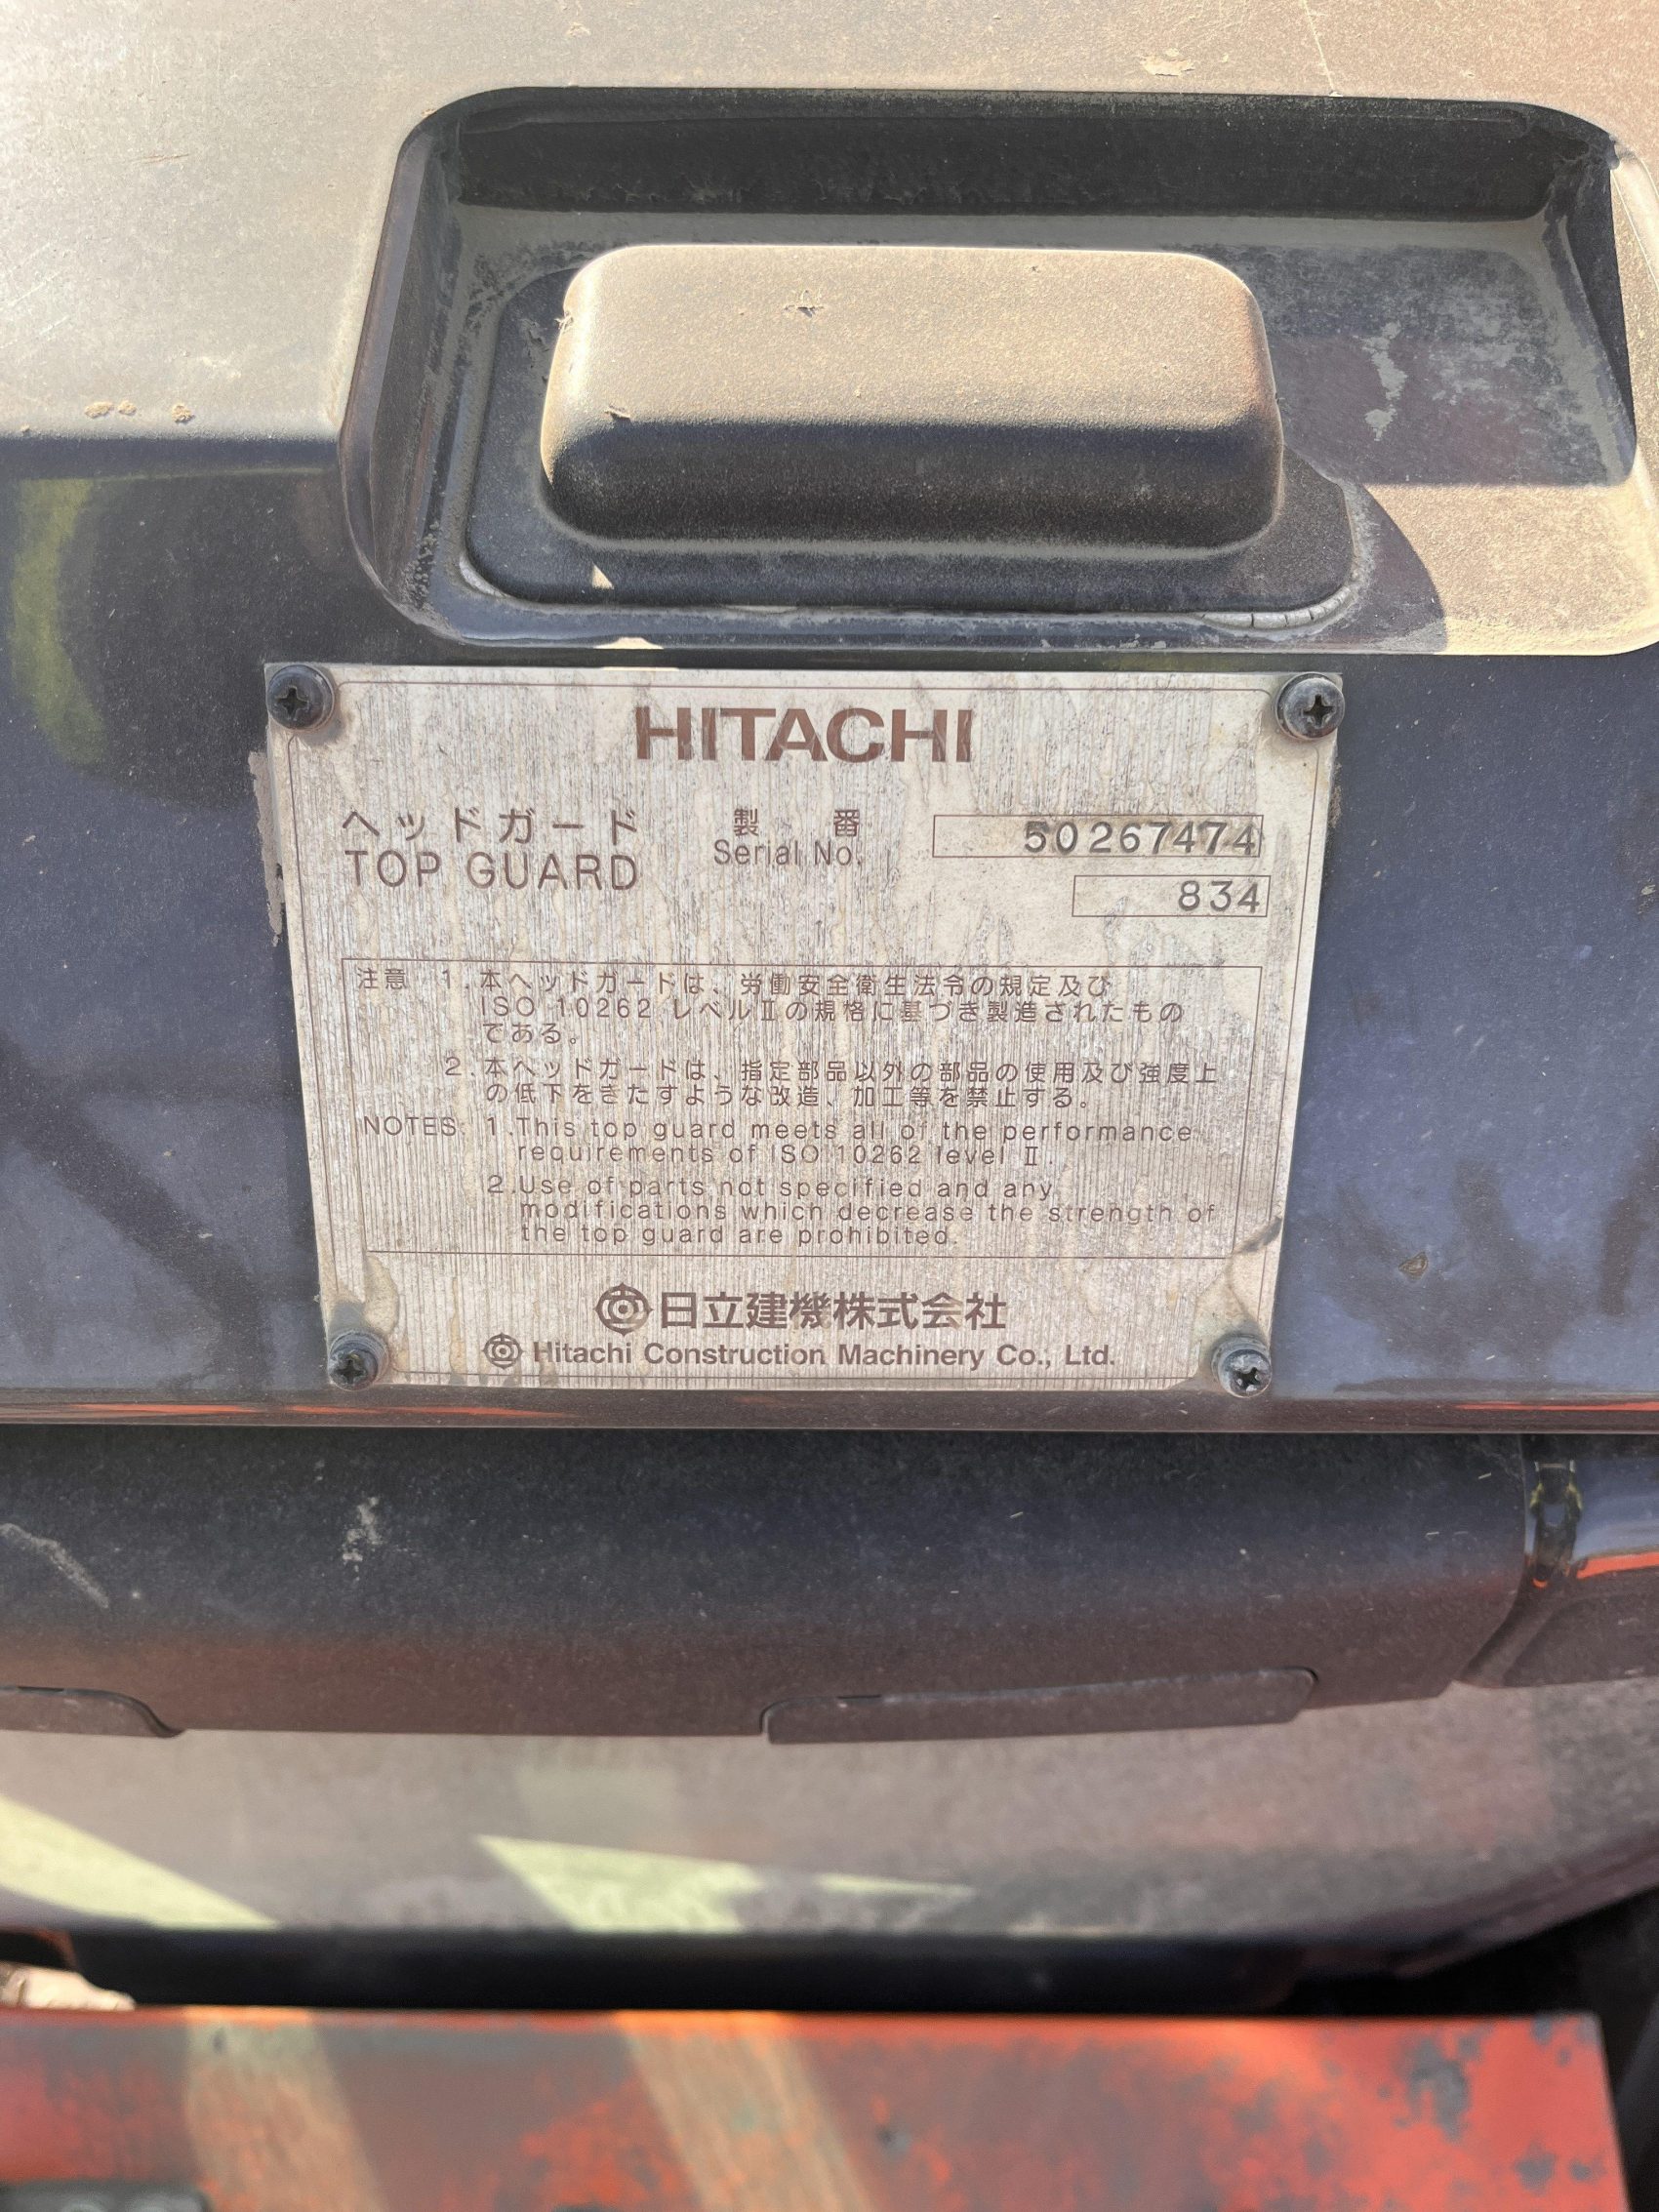 HITACHI
ヘッドガード 製 番 50267474
TOP GUARD Serial No.
834
注意 1.本ヘッドガードは、労働安全衛生法令の規定及び
ISO 10262 レベルⅡの規格に基づき製造されたもの
である。
2.本ヘッドガードは、指定部品以外の部品の使用及び強度上
の低下をきたすような改造、加工等を禁止する。
NOTES: 1.This top guard meets all of the performance
requirements of ISO 10262 level Ⅱ.
2.Use of parts not specified and any
modifications which decrease the strength of
the top guard are prohibited.
日立建機株式会社
Hitachi Construction Machinery Co., Ltd.